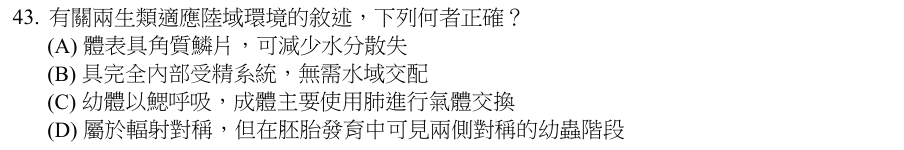 43. 有關兩生類適應陸域環境的敘述，下列何者正確？
(A) 體表具角質鱗片，可減少水分散失
(B) 具完全內部受精系統，無需水域交配
(C) 幼體以鰓呼吸，成體主要使用肺進行氣體交換
(D) 屬於輻射對稱，但在胚胎發育中可見兩側對稱的幼蟲階段